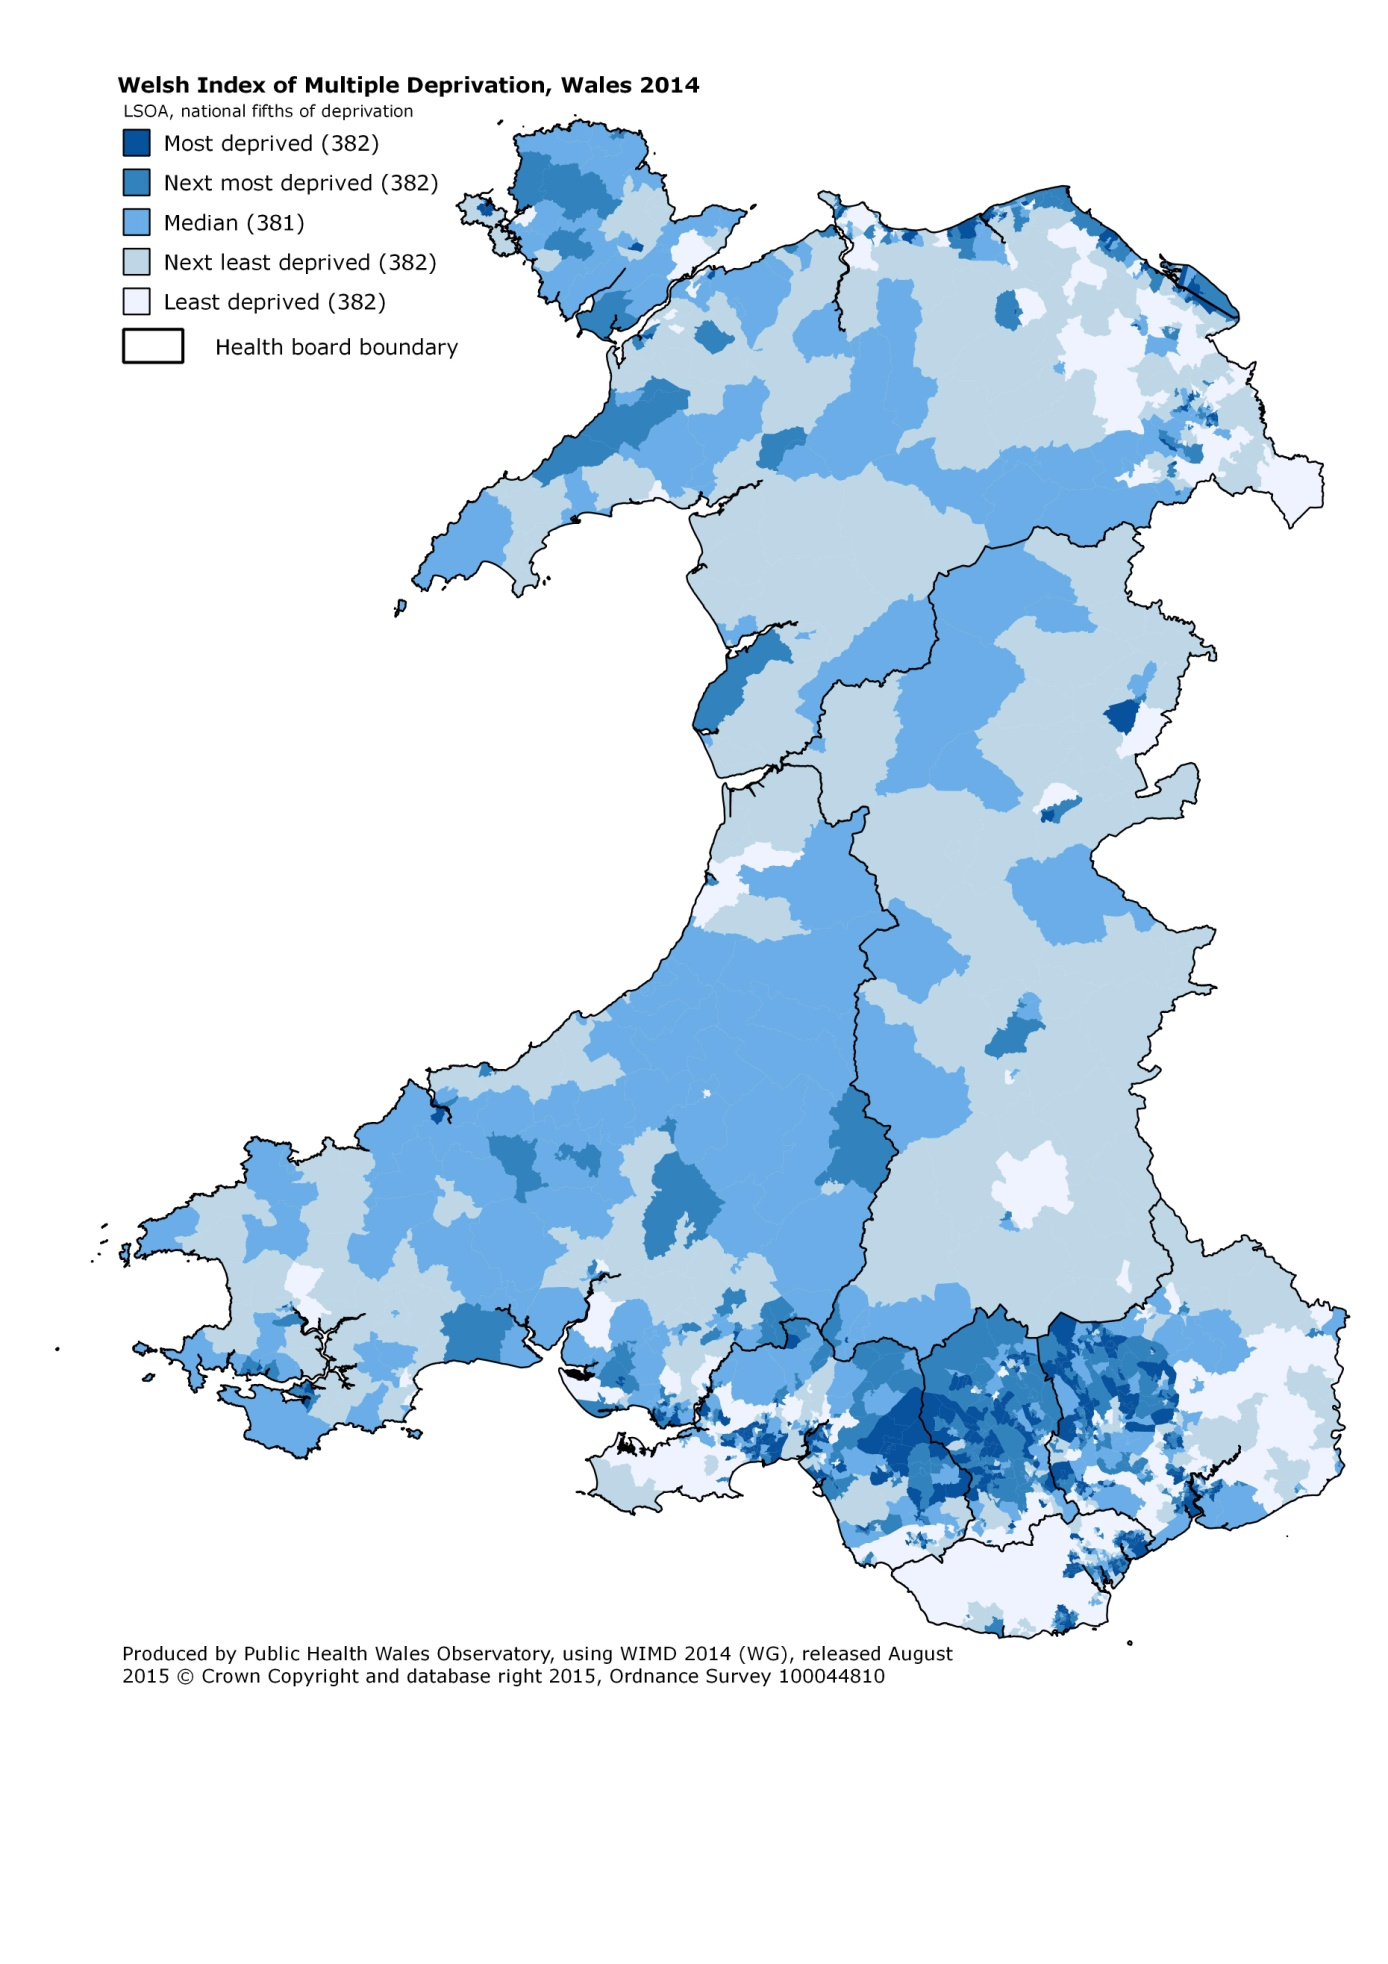 Welsh Index of Multiple Deprivation, Wales 2014
LSOA, national fifths of deprivation
Most deprived (382)
Next most deprived (382)
Median (381)
Next least deprived (382)
Least deprived (382)
Health board boundary
Produced by Public Health Wales Observatory, using WIMD 2014 (WG), released August
2015 © Crown Copyright and database right 2015, Ordnance Survey 100044810